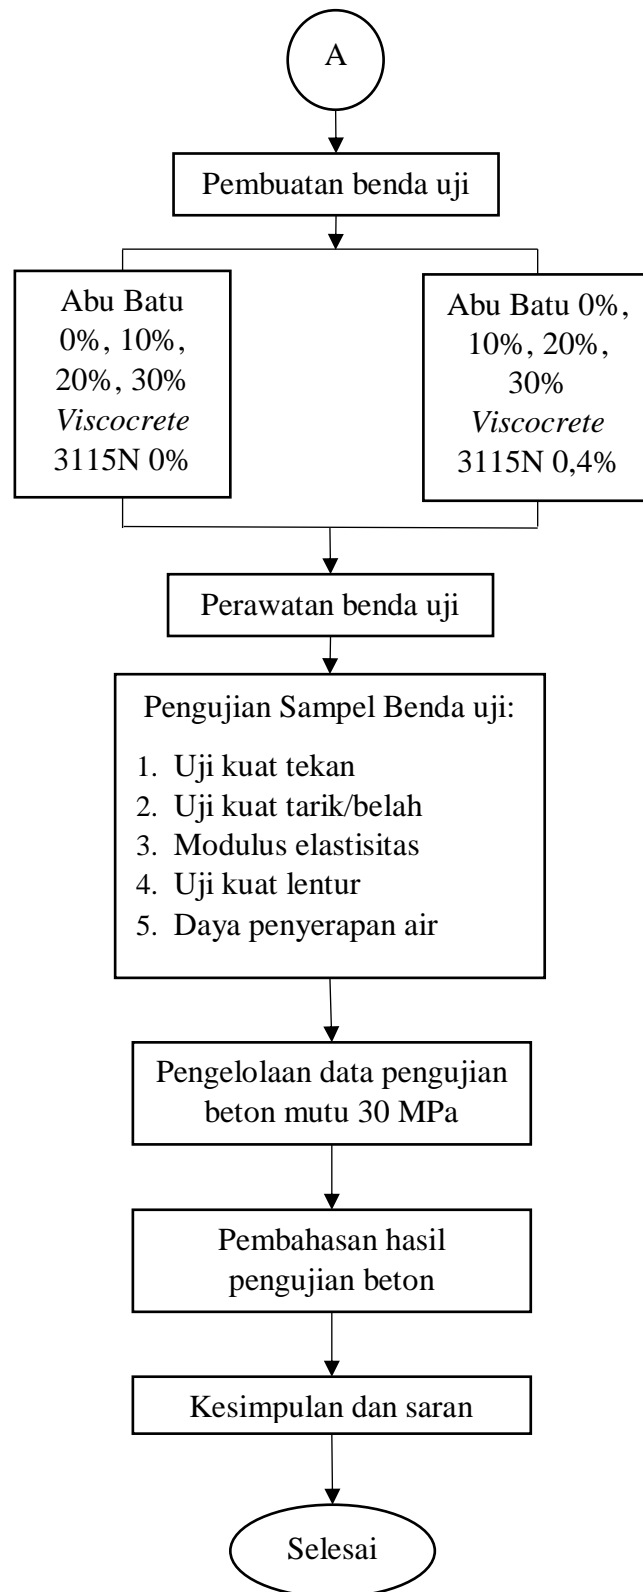 A
Pembuatan benda uji
Abu Batu
0%, 10%,
20%, 30%
Viscocrete
3115N 0%
Abu Batu 0%,
10%, 20%,
30%
Viscocrete
3115N 0,4%
Perawatan benda uji
Pengujian Sampel Benda uji:
1. Uji kuat tekan
2. Uji kuat tarik/belah
3. Modulus elastisitas
4. Uji kuat lentur
5. Daya penyerapan air
Pengelolaan data pengujian
beton mutu 30 MPa
Pembahasan hasil
pengujian beton
Kesimpulan dan saran
Selesai